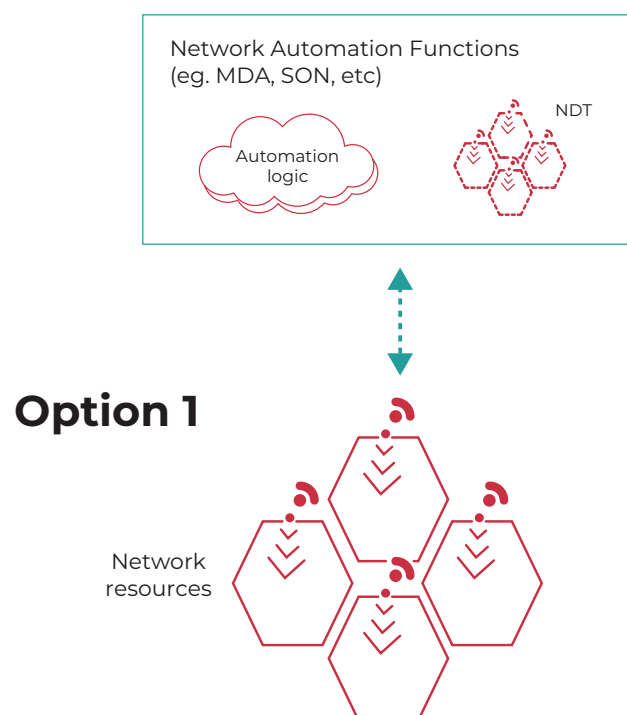 Network Automation Functions
(eg. MDA, SON, etc)
NDT
Automation
logic
Option 1
Network
resources